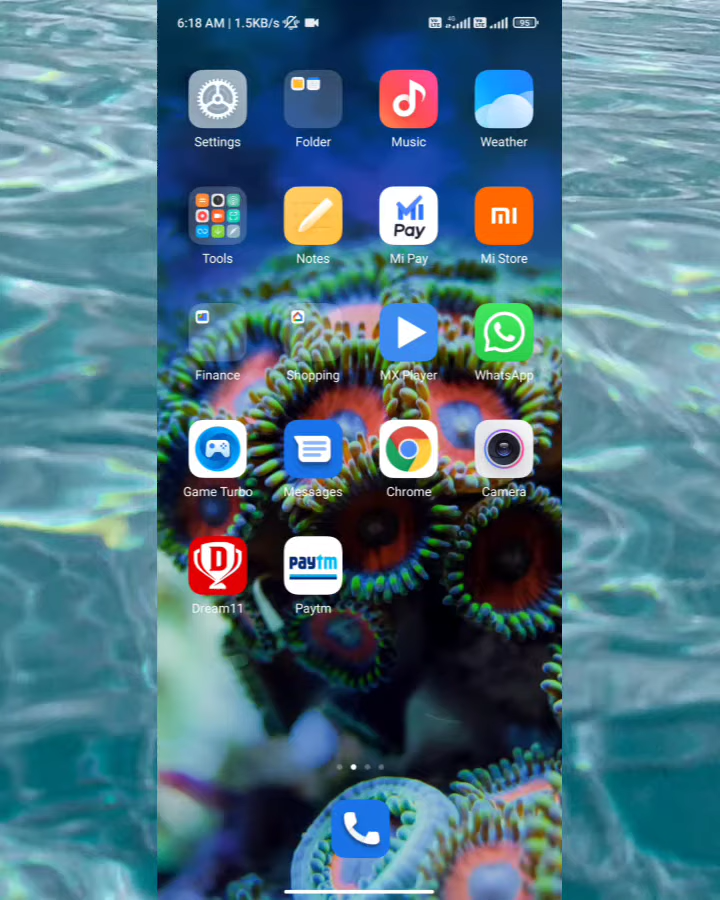 6:18 AM | 1.5KB/s 95
Settings Folder Music Weather
Mi Pay mi
Tools Notes Mi Pay Mi Store
Finance Shopping MX Player WhatsApp
Game Turbo Messages Chrome Camera
D paytm
Dream11 Paytm